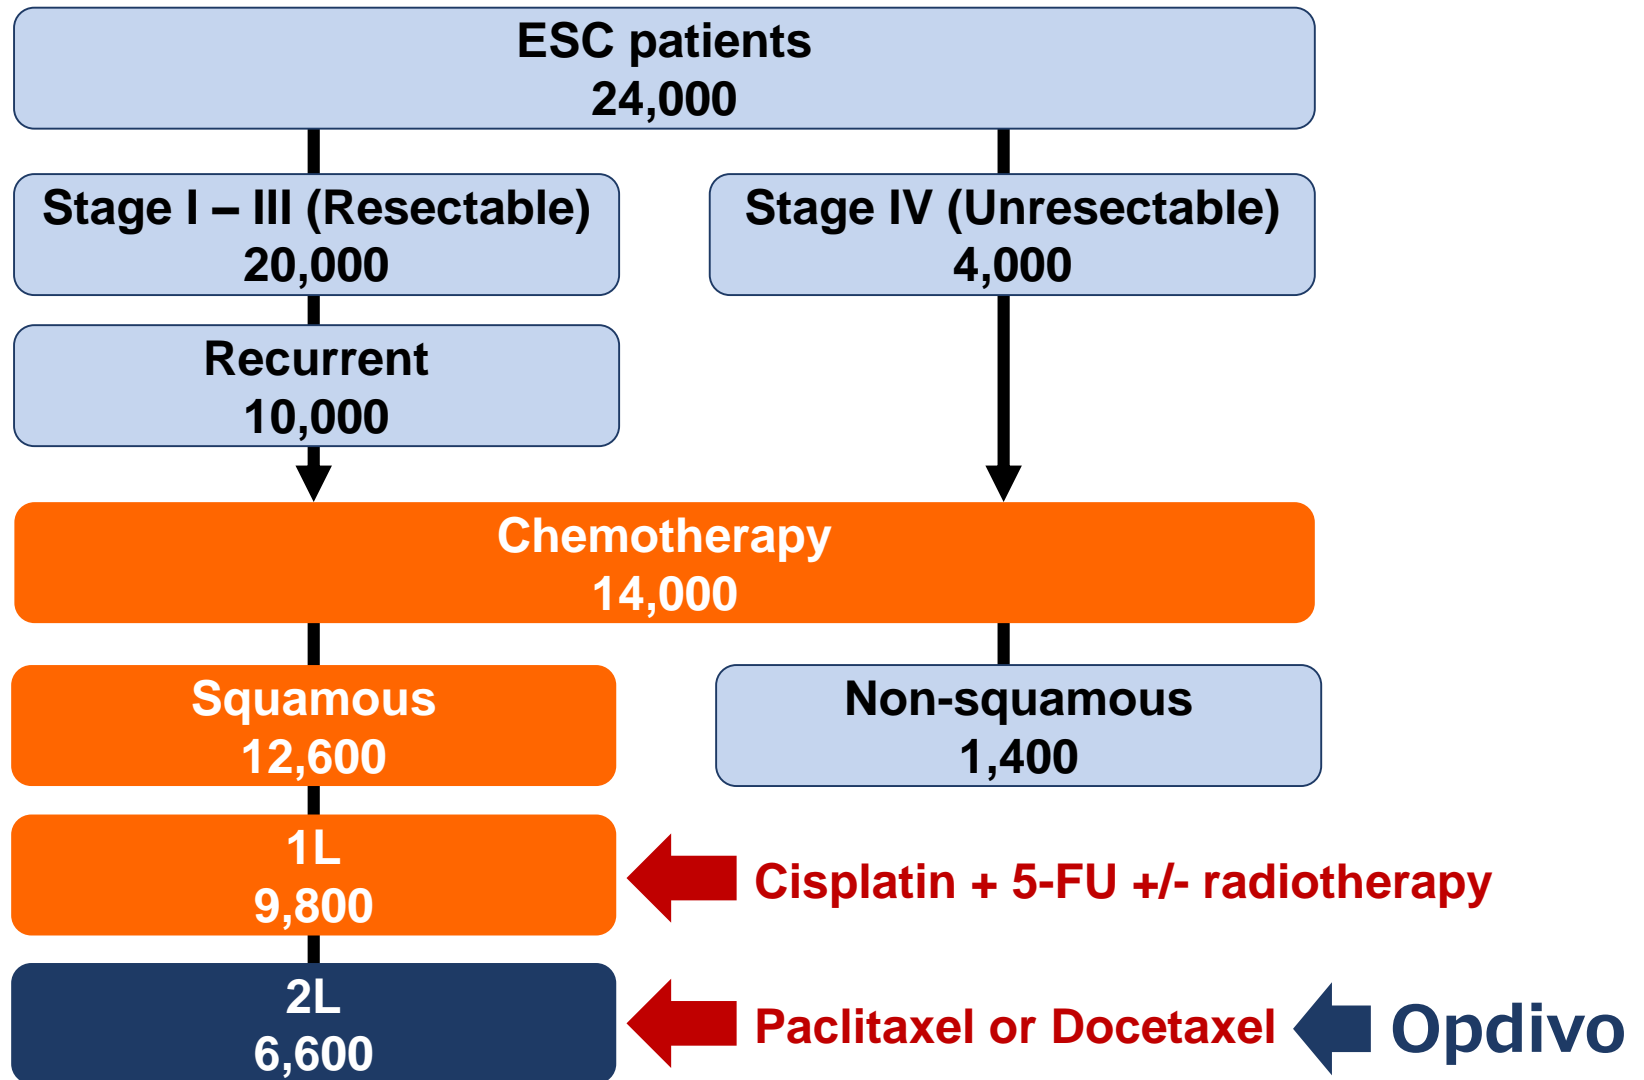 ESC patients
24,000
Stage I – III (Resectable)
20,000
Stage IV (Unresectable)
4,000
Recurrent
10,000
Chemotherapy
14,000
Squamous
12,600
Non-squamous
1,400
1L
9,800
Cisplatin + 5-FU +/- radiotherapy
2L
6,600
Paclitaxel or Docetaxel
Opdivo